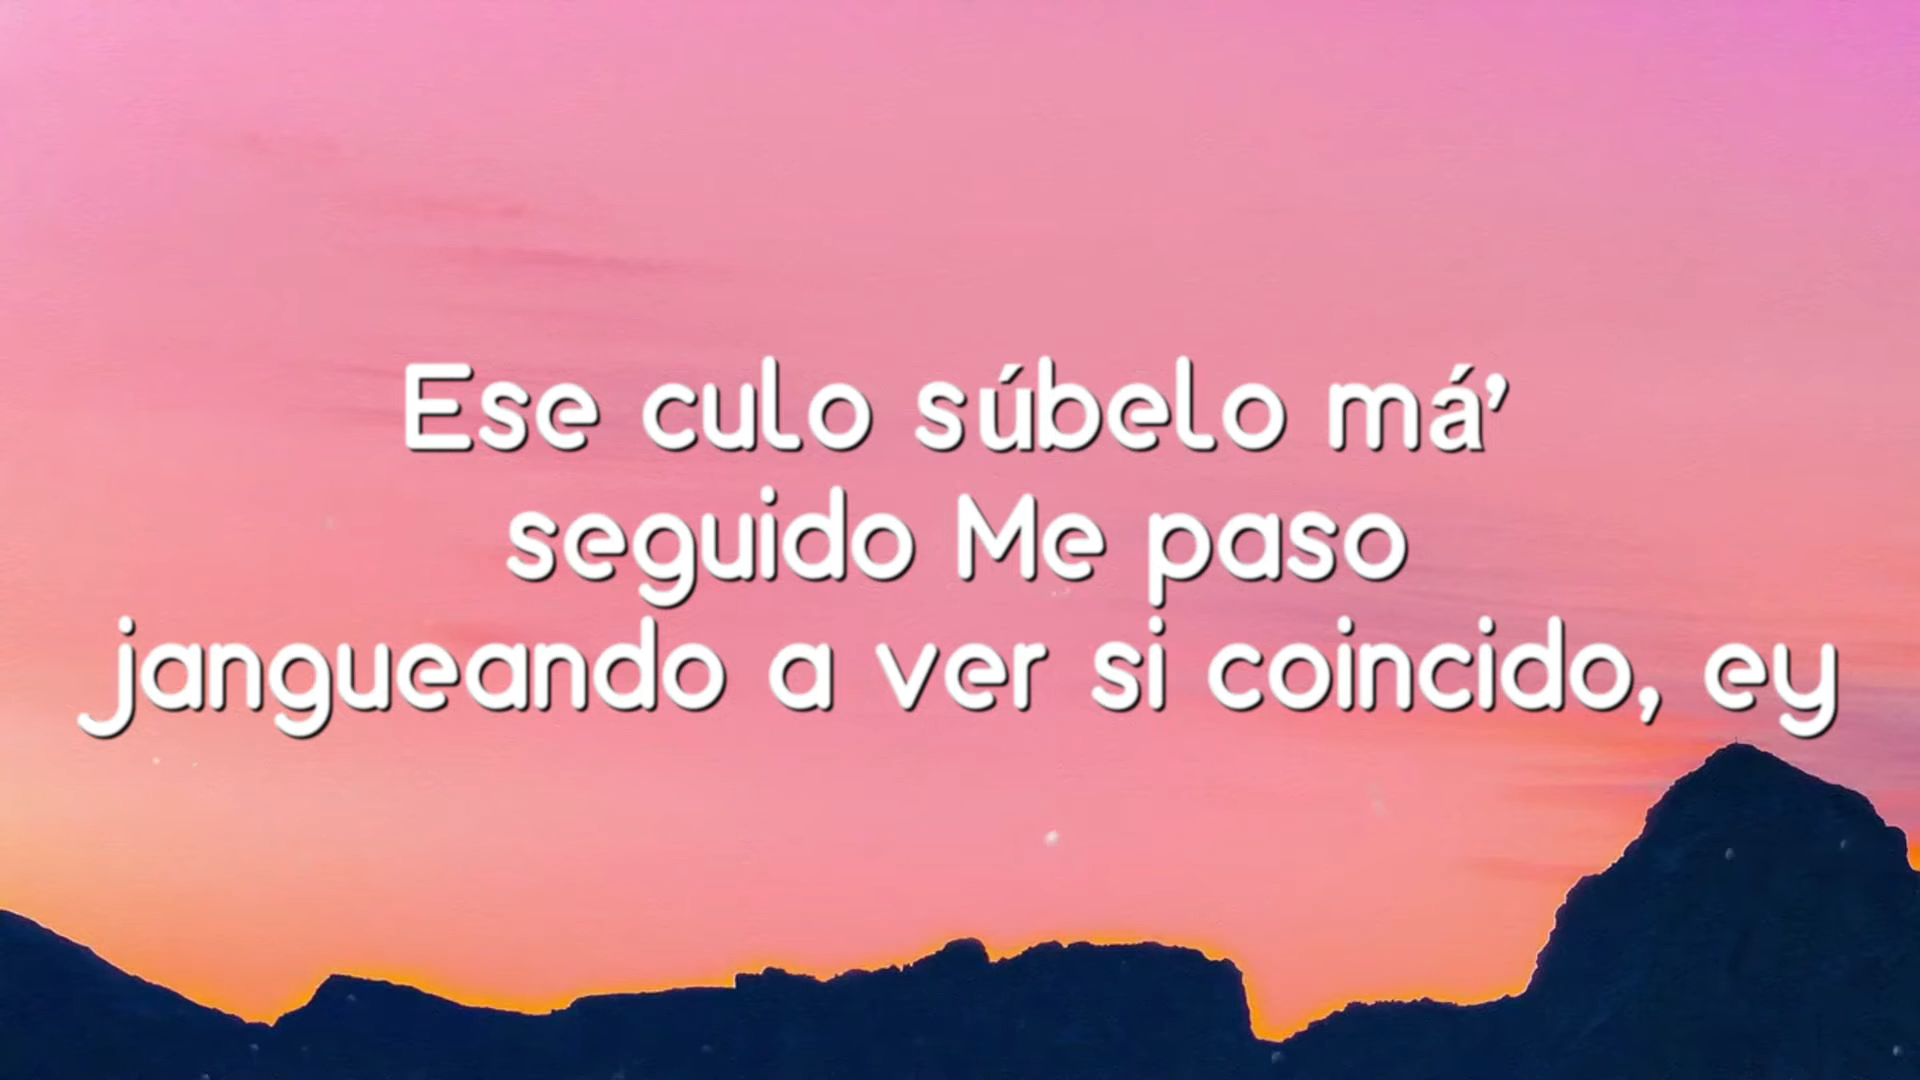 Ese culo súbelo má'
seguido Me paso
jangueando a ver si coincido, ey